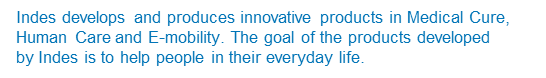 Indes develops and produces innovative products in Medical Cure,
Human Care and E-mobility. The goal of the products developed
by Indes is to help people in their everyday life.